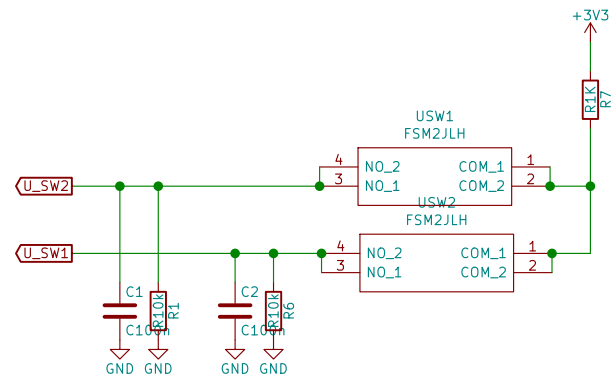 +3V3
R1K
R7
USW1
FSM2JLH
4 NO_2 COM_1 1
3 NO_1 COM_2 2
U_SW2
USW2
FSM2JLH
U_SW1
4 NO_2 COM_1 1
3 NO_1 COM_2 2
C1
R10k
R1
C2
R10k
R6
GND GND GND GND